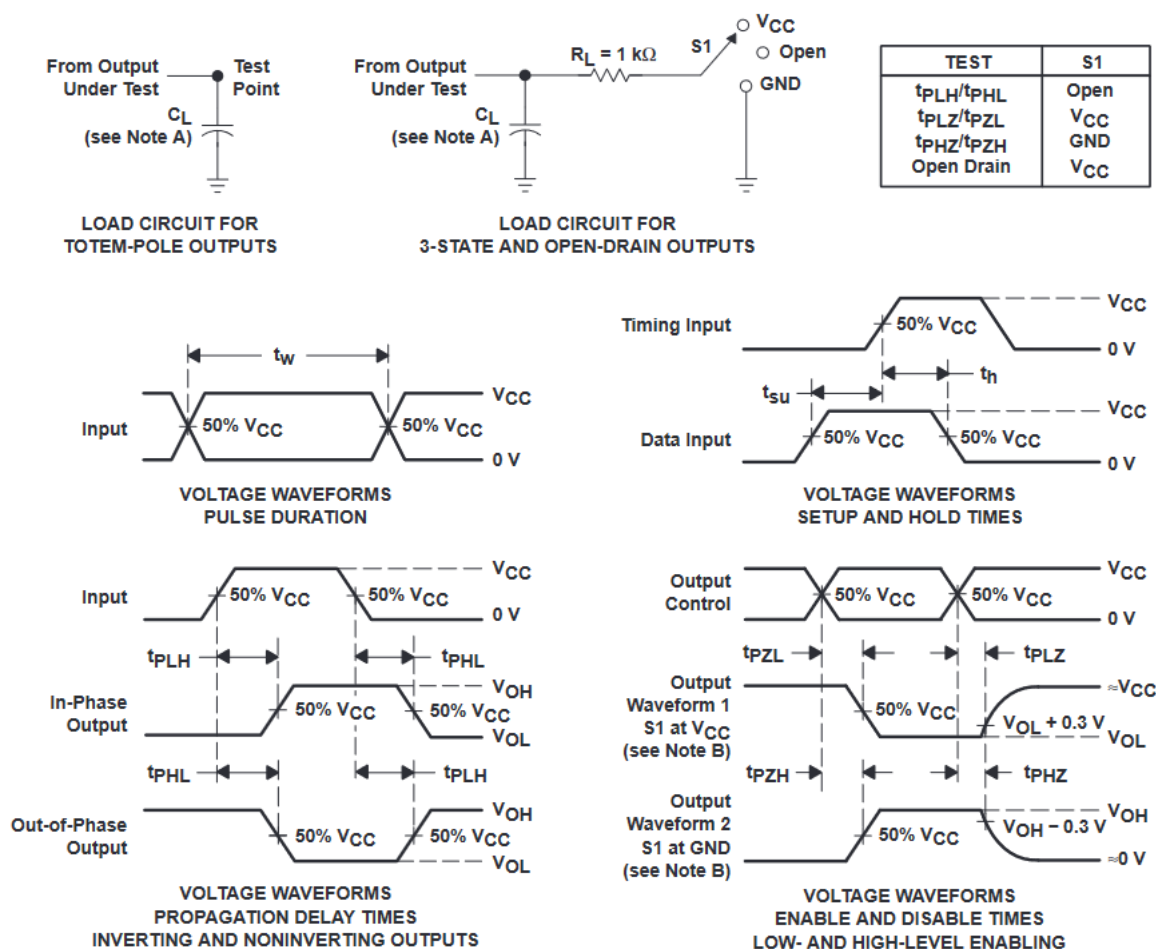 From Output
Under Test
Test
Point
CL
(see Note A)
LOAD CIRCUIT FOR
TOTEM-POLE OUTPUTS
From Output
Under Test
CL
(see Note A)
RL = 1 kΩ
S1
VCC
Open
GND
LOAD CIRCUIT FOR
3-STATE AND OPEN-DRAIN OUTPUTS
TEST S1
tPLH/tPHL Open
tPLZ/tPZL VCC
tPHZ/tPZH GND
Open Drain VCC
tw
Input
50% VCC
50% VCC
VCC
0 V
VOLTAGE WAVEFORMS
PULSE DURATION
Timing Input
50% VCC
VCC
0 V
tsu
th
Data Input
50% VCC
50% VCC
VCC
0 V
VOLTAGE WAVEFORMS
SETUP AND HOLD TIMES
Input
50% VCC
50% VCC
VCC
0 V
tPLH
tPHL
In-Phase
Output
50% VCC
50% VCC
VOH
VOL
tPHL
tPLH
Out-of-Phase
Output
50% VCC
50% VCC
VOH
VOL
VOLTAGE WAVEFORMS
PROPAGATION DELAY TIMES
INVERTING AND NONINVERTING OUTPUTS
Output
Control
50% VCC
50% VCC
VCC
0 V
tPZL
tPLZ
Output
Waveform 1
S1 at VCC
(see Note B)
50% VCC
VOL + 0.3 V
≈VCC
VOL
tPZH
tPHZ
Output
Waveform 2
S1 at GND
(see Note B)
50% VCC
VOH − 0.3 V
VOH
≈0 V
VOLTAGE WAVEFORMS
ENABLE AND DISABLE TIMES
LOW- AND HIGH-LEVEL ENABLING